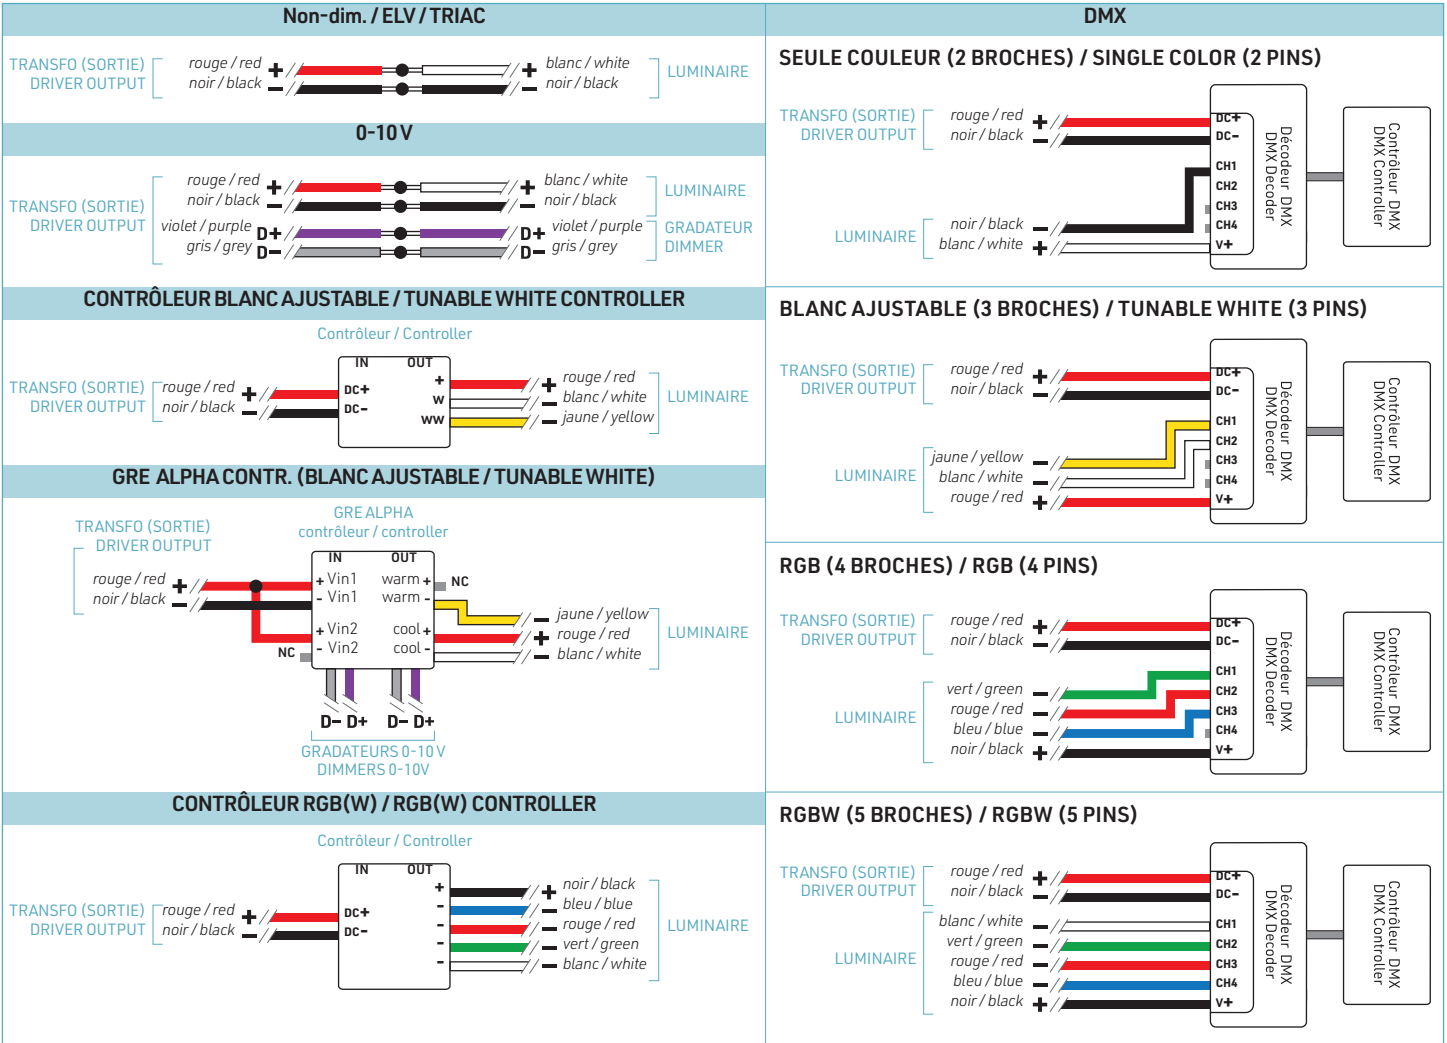 Non-dim. / ELV / TRIAC
TRANSFO (SORTIE)
DRIVER OUTPUT
rouge / red +
noir / black −
+ blanc / white
− noir / black
LUMINAIRE
0-10 V
TRANSFO (SORTIE)
DRIVER OUTPUT
rouge / red +
noir / black −
violet / purple D+
gris / grey D−
+ blanc / white
− noir / black
D+ violet / purple
D− gris / grey
LUMINAIRE
GRADATEUR
DIMMER
CONTRÔLEUR BLANC AJUSTABLE / TUNABLE WHITE CONTROLLER
Contrôleur / Controller
TRANSFO (SORTIE)
DRIVER OUTPUT
rouge / red +
noir / black −
IN OUT
DC+
DC−
+
W
WW
+ rouge / red
− blanc / white
− jaune / yellow
LUMINAIRE
GRE ALPHA CONTR. (BLANC AJUSTABLE / TUNABLE WHITE)
TRANSFO (SORTIE)
DRIVER OUTPUT
GRE ALPHA
contrôleur / controller
rouge / red +
noir / black −
IN OUT
+ Vin1 warm + NC
- Vin1 warm -
+ Vin2 cool +
NC - Vin2 cool -
− jaune / yellow
+ rouge / red
− blanc / white
LUMINAIRE
D− D+ D− D+
GRADATEURS 0-10 V
DIMMERS 0-10V
CONTRÔLEUR RGB(W) / RGB(W) CONTROLLER
Contrôleur / Controller
TRANSFO (SORTIE)
DRIVER OUTPUT
rouge / red +
noir / black −
IN OUT
DC+
DC−
+
-
-
-
-
+ noir / black
− bleu / blue
− rouge / red
− vert / green
− blanc / white
LUMINAIRE
DMX
SEULE COULEUR (2 BROCHES) / SINGLE COLOR (2 PINS)
TRANSFO (SORTIE)
DRIVER OUTPUT
rouge / red +
noir / black −
LUMINAIRE
noir / black −
blanc / white +
DC+
DC−
CH1
CH2
CH3
CH4
V+
Décodeur DMX
DMX Decoder
Contrôleur DMX
DMX Controller
BLANC AJUSTABLE (3 BROCHES) / TUNABLE WHITE (3 PINS)
TRANSFO (SORTIE)
DRIVER OUTPUT
rouge / red +
noir / black −
LUMINAIRE
jaune / yellow −
blanc / white −
rouge / red +
DC+
DC−
CH1
CH2
CH3
CH4
V+
Décodeur DMX
DMX Decoder
Contrôleur DMX
DMX Controller
RGB (4 BROCHES) / RGB (4 PINS)
TRANSFO (SORTIE)
DRIVER OUTPUT
rouge / red +
noir / black −
LUMINAIRE
vert / green −
rouge / red −
bleu / blue −
noir / black +
DC+
DC−
CH1
CH2
CH3
CH4
V+
Décodeur DMX
DMX Decoder
Contrôleur DMX
DMX Controller
RGBW (5 BROCHES) / RGBW (5 PINS)
TRANSFO (SORTIE)
DRIVER OUTPUT
rouge / red +
noir / black −
LUMINAIRE
blanc / white −
vert / green −
rouge / red −
bleu / blue −
noir / black +
DC+
DC−
CH1
CH2
CH3
CH4
V+
Décodeur DMX
DMX Decoder
Contrôleur DMX
DMX Controller